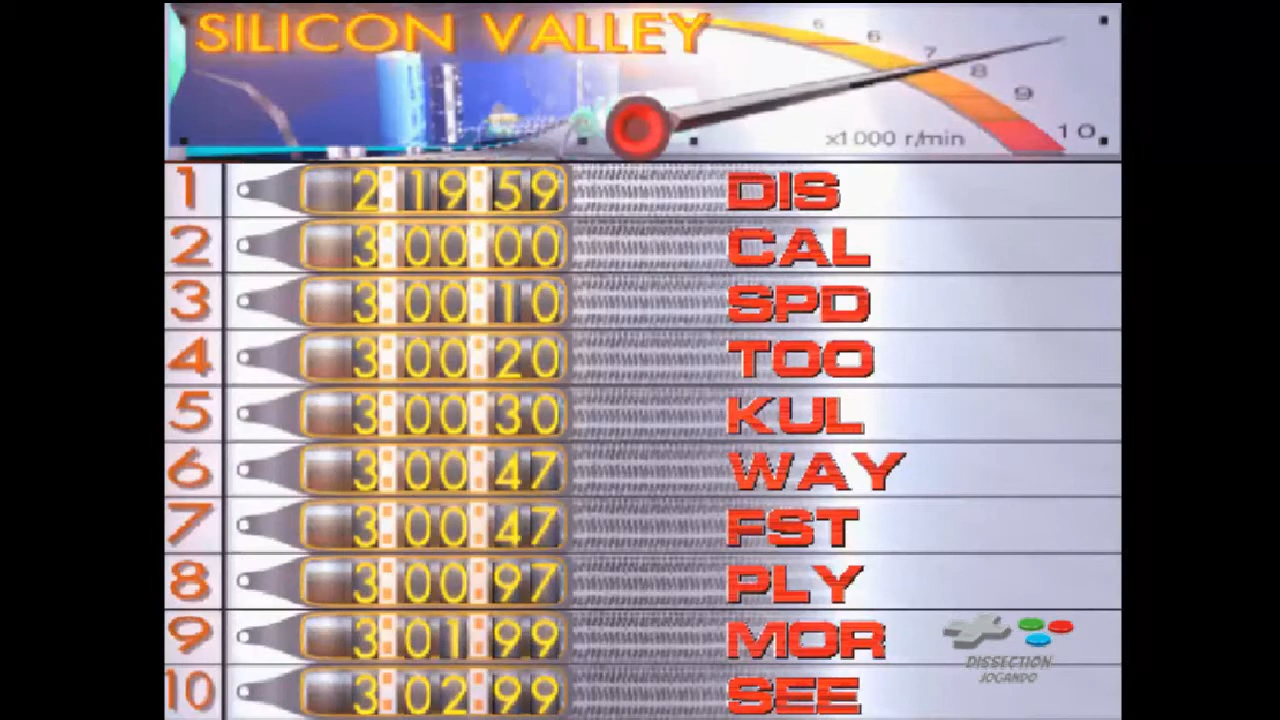 SILICON VALLEY
5 6 7 8 9 10
x1000 r/min
1 2:19:59 DIS
2 3:00:00 CAL
3 3:00:10 SPD
4 3:00:20 TOO
5 3:00:30 KUL
6 3:00:47 WAY
7 3:00:47 FST
8 3:00:97 PLY
9 3:01:99 MOR
10 3:02:99 SEE
DISSECTION
JOGANDO